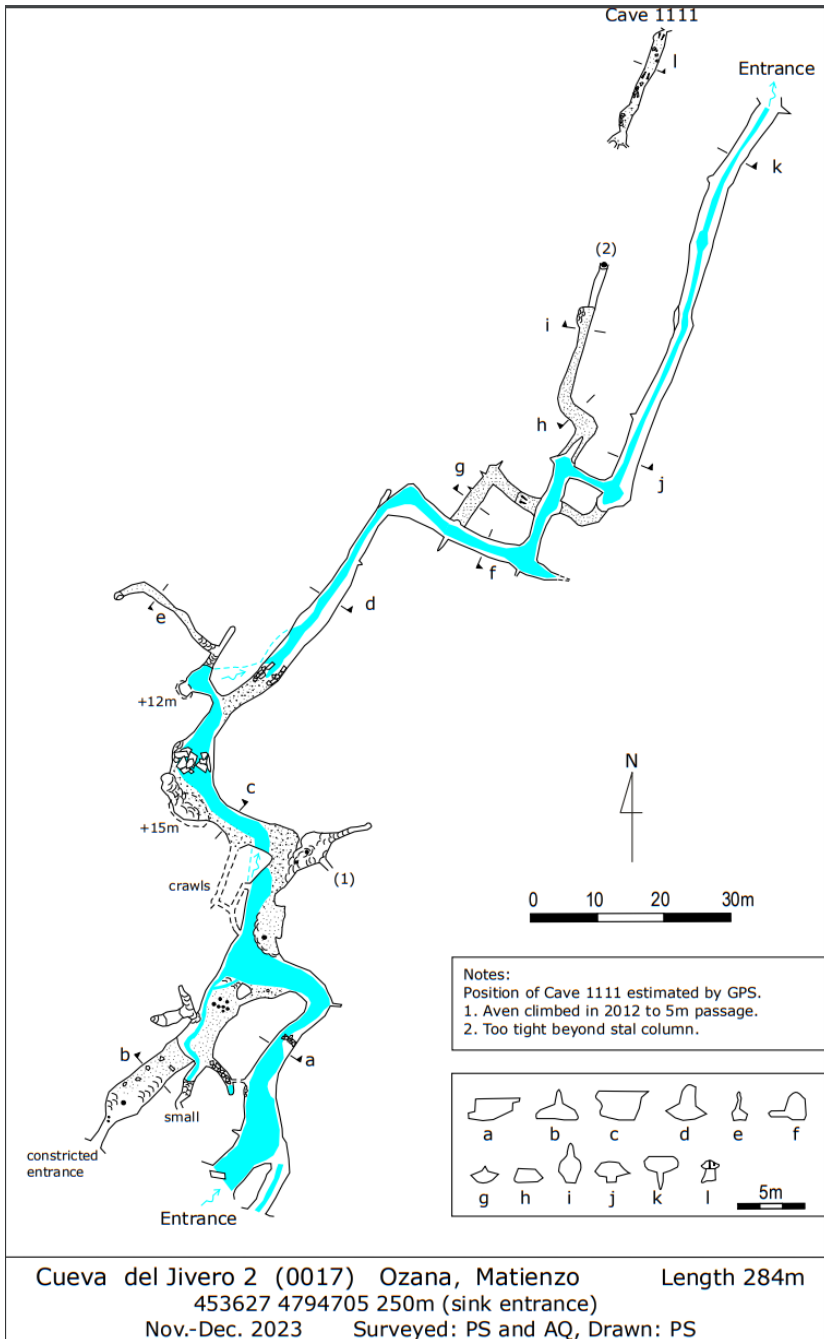 Cave 1111
l
Entrance
k
(2)
i
h
g
j
f
d
e
+12m
c
+15m
(1)
crawls
N
0 10 20 30m
b
a
small
constricted
entrance
Entrance
Notes:
Position of Cave 1111 estimated by GPS.
1. Aven climbed in 2012 to 5m passage.
2. Too tight beyond stal column.
a b c d e f
g h i j k l
5m
Cueva del Jivero 2 (0017) Ozana, Matienzo Length 284m
453627 4794705 250m (sink entrance)
Nov.-Dec. 2023 Surveyed: PS and AQ, Drawn: PS